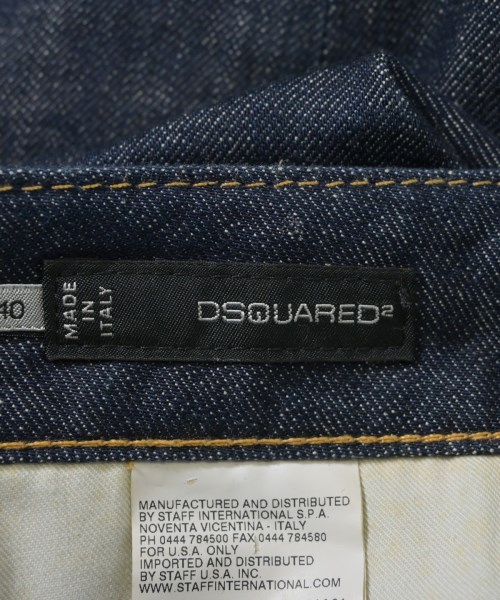 40
MADE
IN
ITALY
DSQUARED2
MANUFACTURED AND DISTRIBUTED
BY STAFF INTERNATIONAL S.P.A.
NOVENTA VICENTINA - ITALY
PH 0444 784500 FAX 0444 784580
FOR U.S.A. ONLY
IMPORTED AND DISTRIBUTED
BY STAFF U.S.A. INC.
WWW.STAFFINTERNATIONAL.COM